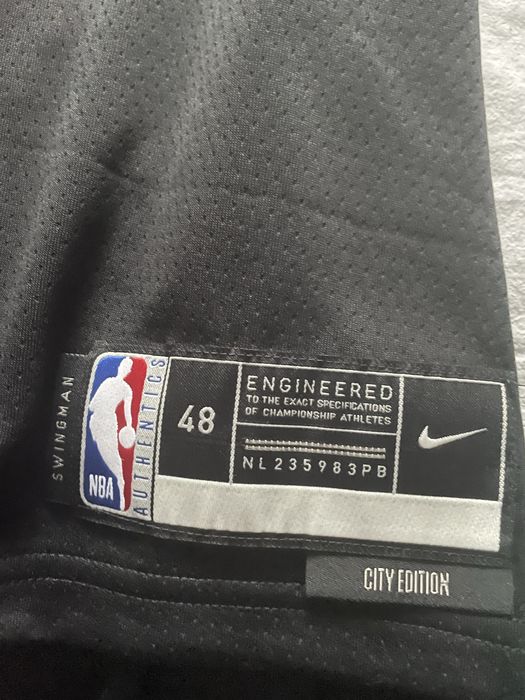 SWINGMAN
NBA
AUTHENTICS
48
ENGINEERED
TO THE EXACT SPECIFICATIONS
OF CHAMPIONSHIP ATHLETES
NL235983PB
CITY EDITION